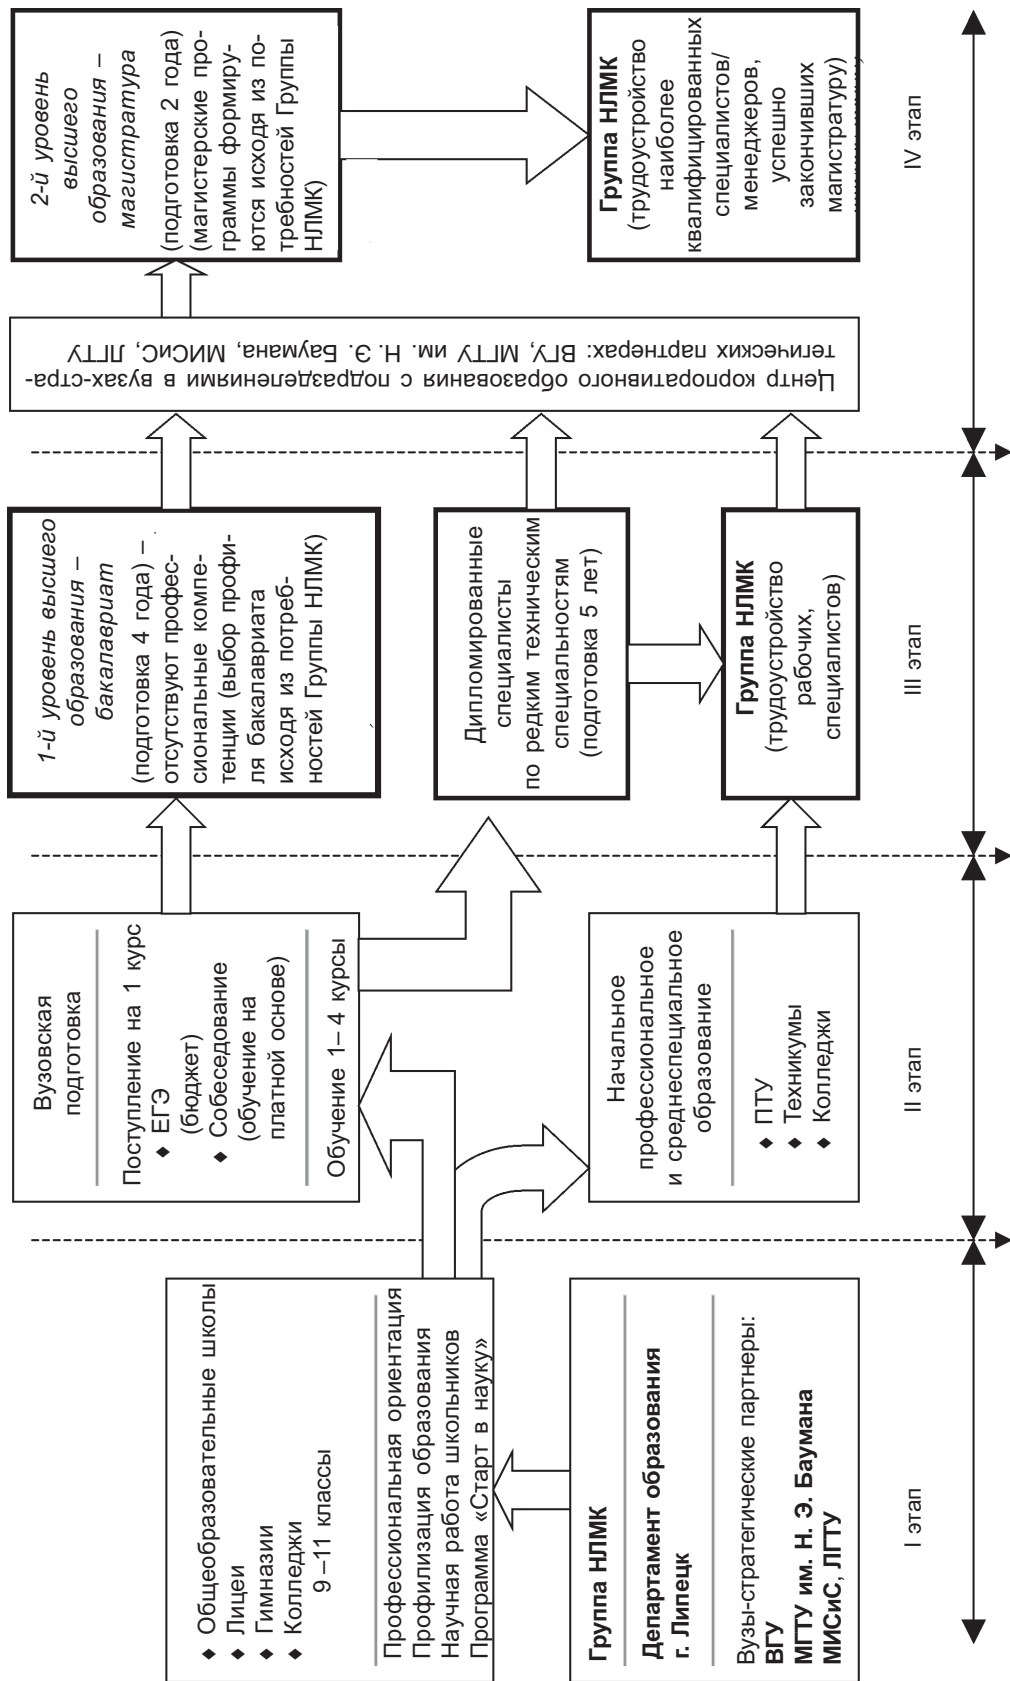 ♦ Общеобразовательные школы
♦ Лицеи
♦ Гимназии
♦ Колледжи
9–11 классы
Профессиональная ориентация
Профилизация образования
Научная работа школьников
Программа «Старт в науку»
Группа НЛМК
Департамент образования
г. Липецк
Вузы-стратегические партнеры:
ВГУ
МГТУ им. Н. Э. Баумана
МИСиС, ЛГТУ
I этап
Вузовская
подготовка
Поступление на 1 курс
♦ ЕГЭ
(бюджет)
♦ Собеседование
(обучение на
платной основе)
Обучение 1–4 курсы
Начальное
профессиональное
и среднеспециальное
образование
♦ ПТУ
♦ Техникумы
♦ Колледжи
II этап
1-й уровень высшего
образования –
бакалавриат
(подготовка 4 года) –
отсутствуют профес-
сиональные компе-
тенции (выбор профи-
ля бакалавриата
исходя из потреб-
ностей Группы НЛМК)
Дипломированные
специалисты
по редким техническим
специальностям
(подготовка 5 лет)
Группа НЛМК
(трудоустройство
рабочих,
специалистов)
III этап
Центр корпоративного образования с подразделениями в вузах-стра-
тегических партнерах: ВГУ, МГТУ им. Н. Э. Баумана, МИСиС, ЛГТУ
2-й уровень
высшего
образования –
магистратура
(подготовка 2 года)
(магистерские про-
граммы формиру-
ются исходя из по-
требностей Группы
НЛМК)
Группа НЛМК
(трудоустройство
наиболее
квалифицированных
специалистов/
менеджеров,
успешно
закончивших
магистратуру)
IV этап